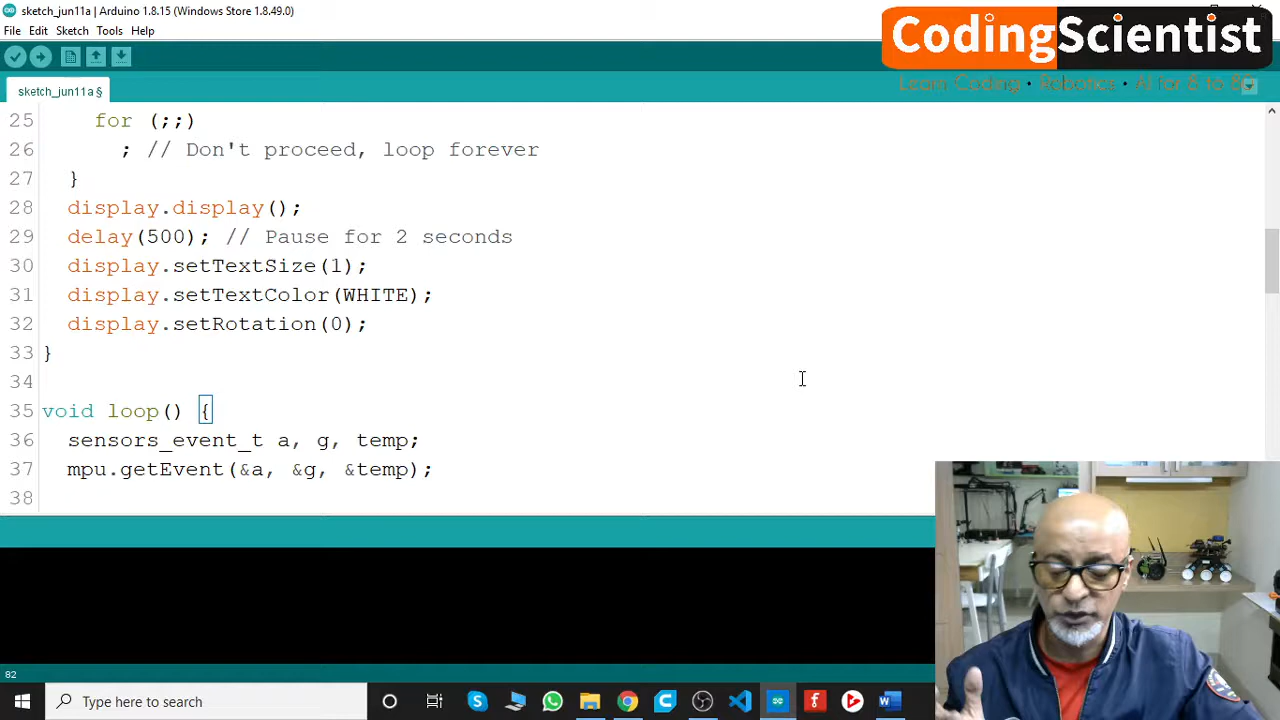 sketch_jun11a | Arduino 1.8.15 (Windows Store 1.8.49.0)
File Edit Sketch Tools Help
CodingScientist
Learn Coding • Robotics • AI for 8 to 85
sketch_jun11a §
25 for (;;)
26 ; // Don't proceed, loop forever
27 }
28 display.display();
29 delay(500); // Pause for 2 seconds
30 display.setTextSize(1);
31 display.setTextColor(WHITE);
32 display.setRotation(0);
33 }
34
35 void loop() {
36 sensors_event_t a, g, temp;
37 mpu.getEvent(&a, &g, &temp);
38
82
Type here to search